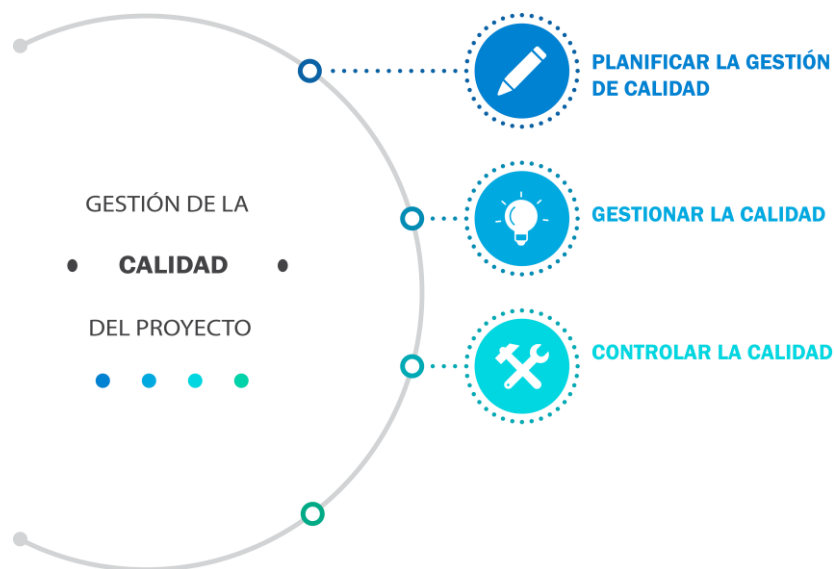 GESTIÓN DE LA
CALIDAD
DEL PROYECTO
PLANIFICAR LA GESTIÓN
DE CALIDAD
GESTIONAR LA CALIDAD
CONTROLAR LA CALIDAD